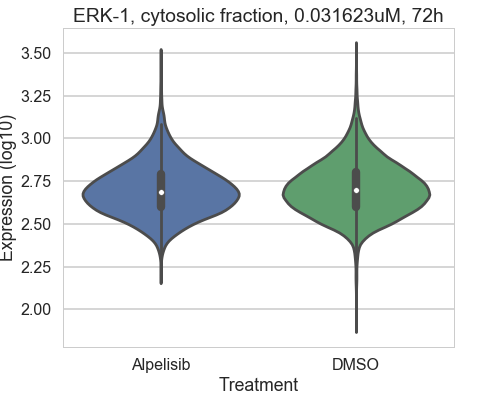 ERK-1, cytosolic fraction, 0.031623uM, 72h
3.50
3.25
3.00
2.75
2.50
2.25
2.00
Expression (log10)
Alpelisib
DMSO
Treatment